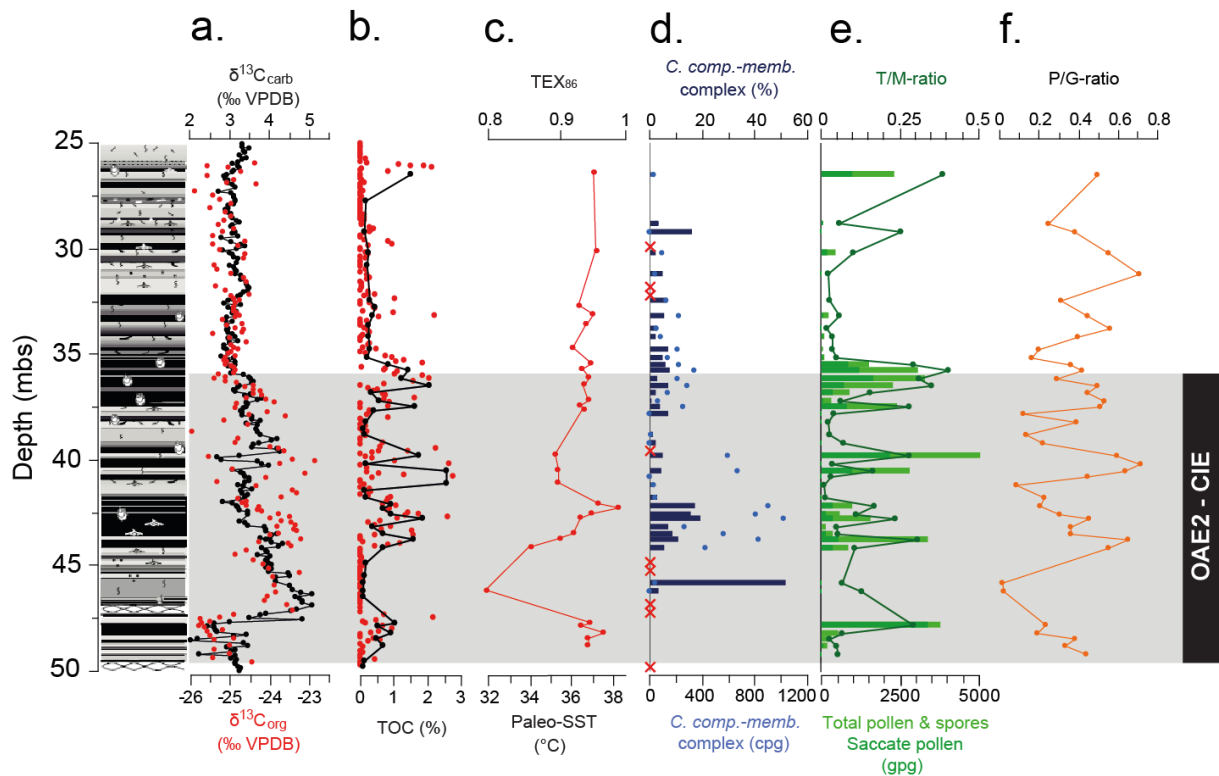 a.
b.
c.
d.
e.
f.
δ¹³Ccarb
(‰ VPDB)
TEX₈₆
C. comp.-memb.
complex (%)
T/M-ratio
P/G-ratio
2 3 4 5
0.8 0.9 1
0 20 40 60
0 0.25 0.5
0 0.2 0.4 0.6 0.8
Depth (mbs)
25
30
35
40
45
50
OAE2 - CIE
-26 -25 -24 -23
0 1 2 3
32 34 36 38
0 400 800 1200
0 2500 5000
δ¹³Corg
(‰ VPDB)
TOC (%)
Paleo-SST
(°C)
C. comp.-memb.
complex (cpg)
Total pollen & spores
Saccate pollen
(gpg)